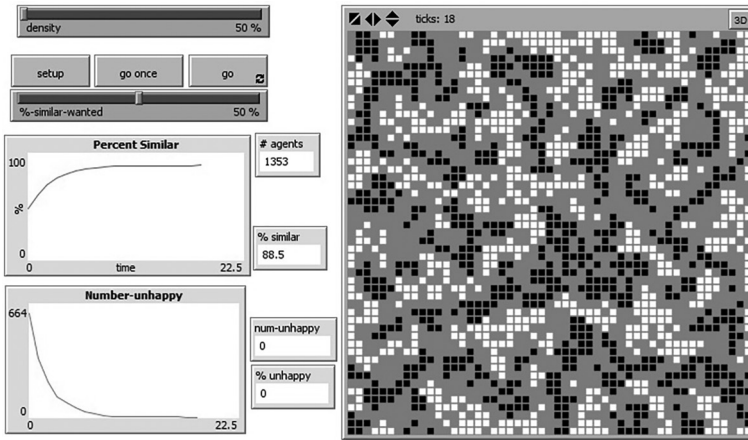 density 50 %
setup
go once
go
%-similar-wanted 50 %
Percent Similar
100
%
0
0 time 22.5
# agents
1353
% similar
88.5
Number-unhappy
664
0
0 22.5
num-unhappy
0
% unhappy
0
ticks: 18
3D